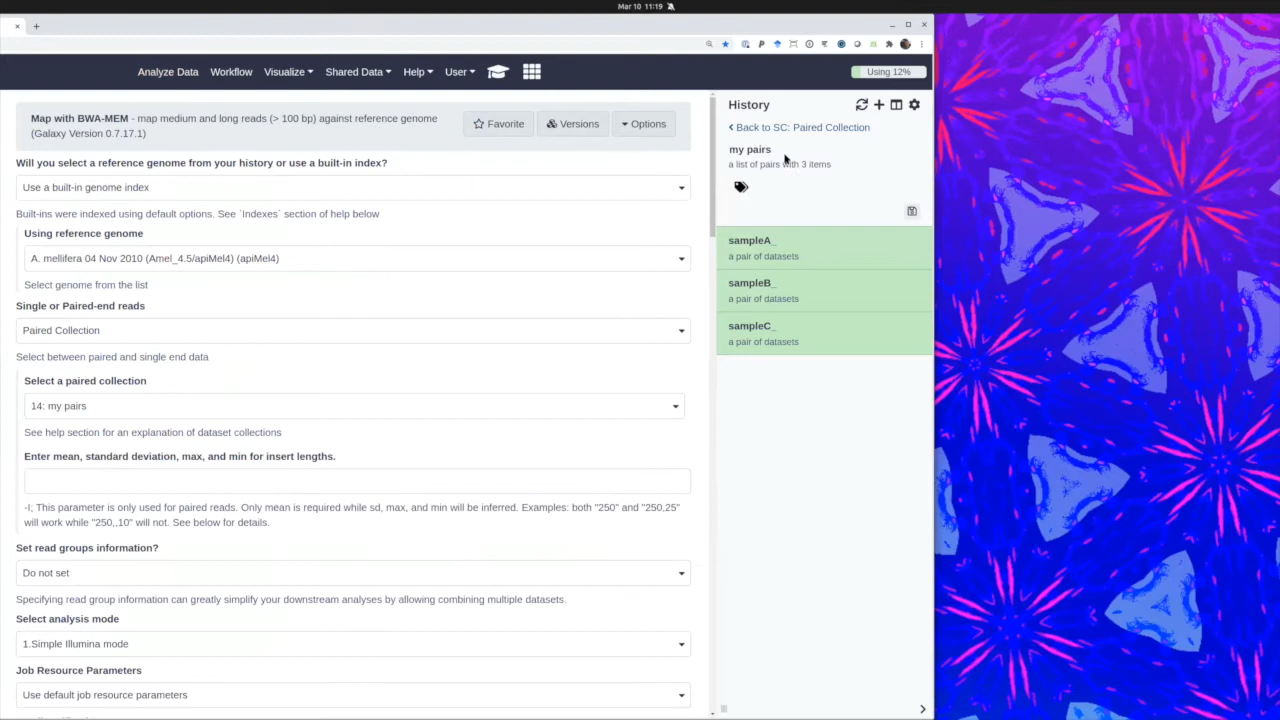 Mar 10 11:19
Analyze Data Workflow Visualize Shared Data Help User Using 12%
Map with BWA-MEM - map medium and long reads (> 100 bp) against reference genome
(Galaxy Version 0.7.17.1)
Favorite Versions Options
Will you select a reference genome from your history or use a built-in index?
Use a built-in genome index
Built-ins were indexed using default options. See `Indexes` section of help below
Using reference genome
A. mellifera 04 Nov 2010 (Amel_4.5/apiMel4) (apiMel4)
Select genome from the list
Single or Paired-end reads
Paired Collection
Select between paired and single end data
Select a paired collection
14: my pairs
See help section for an explanation of dataset collections
Enter mean, standard deviation, max, and min for insert lengths.
-I; This parameter is only used for paired reads. Only mean is required while sd, max, and min will be inferred. Examples: both "250" and "250,25"
will work while "250,,10" will not. See below for details.
Set read groups information?
Do not set
Specifying read group information can greatly simplify your downstream analyses by allowing combining multiple datasets.
Select analysis mode
1.Simple Illumina mode
Job Resource Parameters
Use default job resource parameters
History
Back to SC: Paired Collection
my pairs
a list of pairs with 3 items
sampleA_
a pair of datasets
sampleB_
a pair of datasets
sampleC_
a pair of datasets